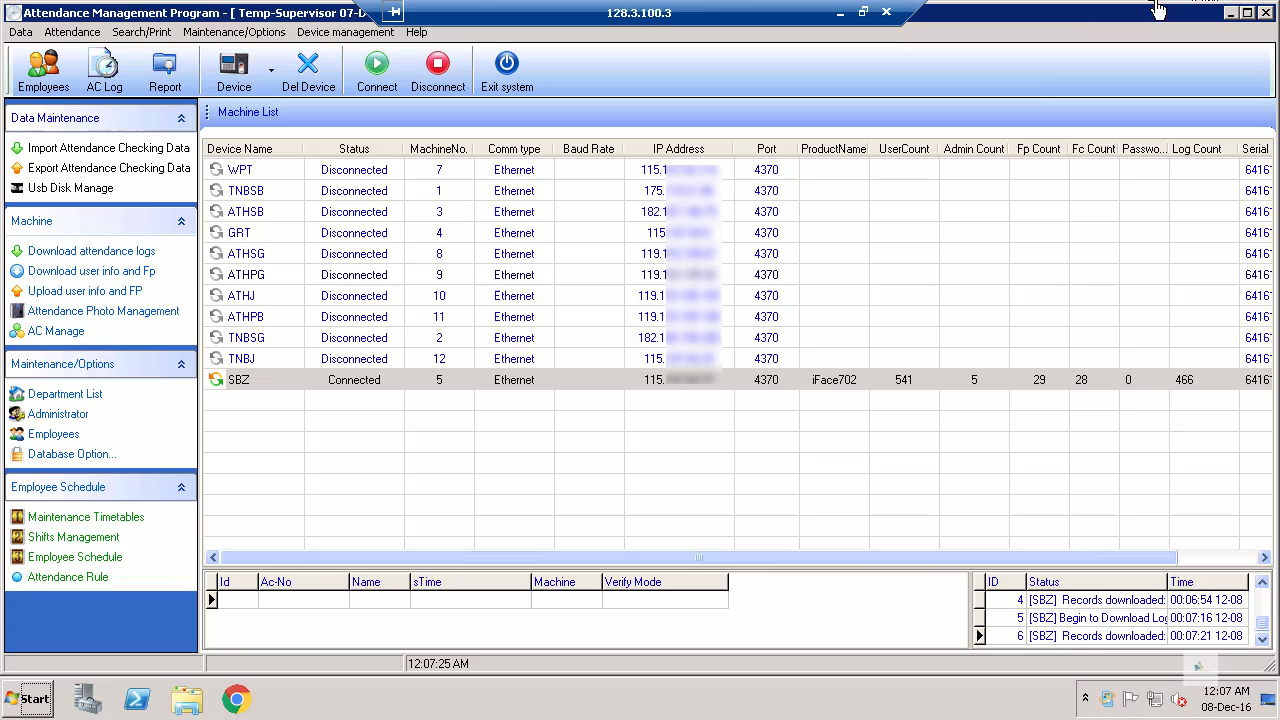 Attendance Management Program - [ Temp-Supervisor 07-D
128.3.100.3
Data Attendance Search/Print Maintenance/Options Device management Help
Employees AC Log Report Device Del Device Connect Disconnect Exit system
Data Maintenance
Import Attendance Checking Data
Export Attendance Checking Data
Usb Disk Manage
Machine
Download attendance logs
Download user info and Fp
Upload user info and FP
Attendance Photo Management
AC Manage
Maintenance/Options
Department List
Administrator
Employees
Database Option...
Employee Schedule
Maintenance Timetables
Shifts Management
Employee Schedule
Attendance Rule
Machine List
Device Name Status MachineNo. Comm type Baud Rate IP Address Port ProductName UserCount Admin Count Fp Count Fc Count Passwo... Log Count Serial
WPT Disconnected 7 Ethernet 115.1 4370 6416
TNBSB Disconnected 1 Ethernet 175. 4370 6416
ATHSB Disconnected 3 Ethernet 182.1 4370 6416
GRT Disconnected 4 Ethernet 115 4370 6416
ATHSG Disconnected 8 Ethernet 119.1 4370 6416
ATHPG Disconnected 9 Ethernet 119.1 4370 6416
ATHJ Disconnected 10 Ethernet 119.1 4370 6416
ATHPB Disconnected 11 Ethernet 119.1 4370 6416
TNBSG Disconnected 2 Ethernet 182.1 4370 6416
TNBJ Disconnected 12 Ethernet 115. 4370 6416
SBZ Connected 5 Ethernet 115. 4370 iFace702 541 5 29 28 0 466 6416
Id Ac-No Name sTime Machine Verify Mode
ID Status Time
4 [SBZ] Records downloaded: 00:06:54 12-08
5 [SBZ] Begin to Download Log 00:07:16 12-08
6 [SBZ] Records downloaded: 00:07:21 12-08
12:07:25 AM
Start
12:07 AM
08-Dec-16